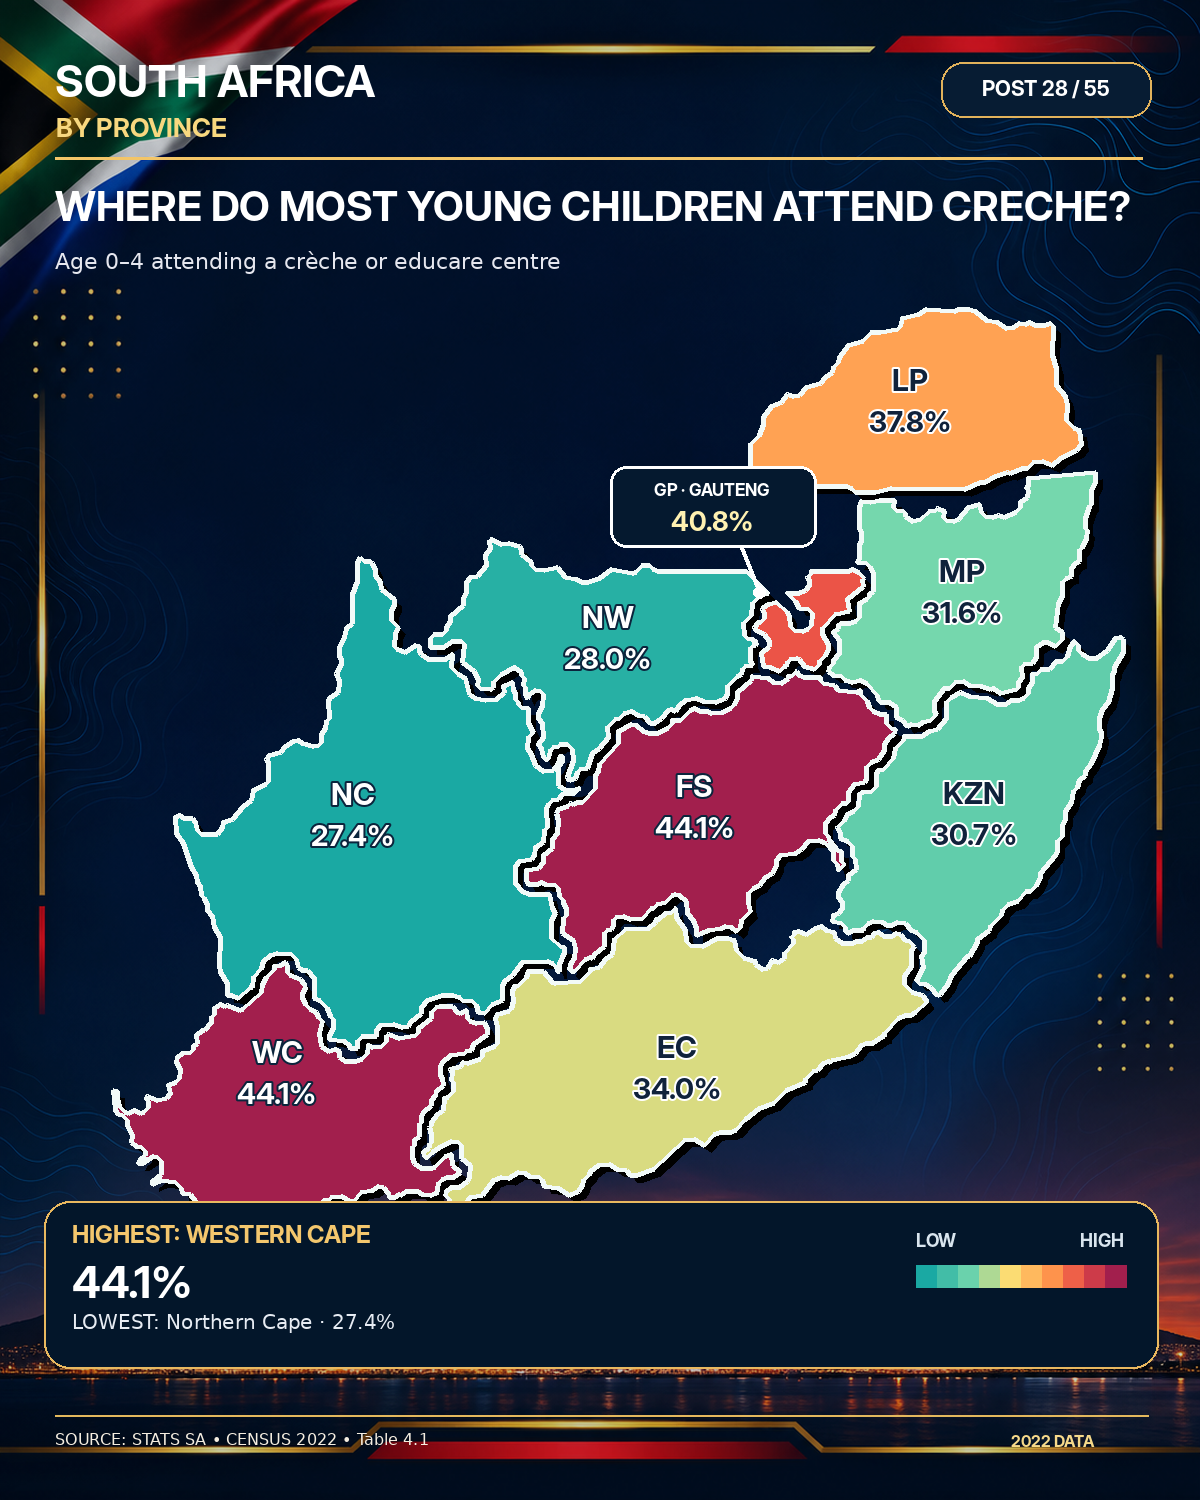 SOUTH AFRICA
BY PROVINCE
POST 28 / 55
WHERE DO MOST YOUNG CHILDREN ATTEND CRECHE?
Age 0–4 attending a crèche or educare centre
LP
37.8%
GP · GAUTENG
40.8%
MP
31.6%
NW
28.0%
NC
27.4%
FS
44.1%
KZN
30.7%
WC
44.1%
EC
34.0%
HIGHEST: WESTERN CAPE
44.1%
LOWEST: Northern Cape · 27.4%
LOW HIGH
SOURCE: STATS SA • CENSUS 2022 • Table 4.1
2022 DATA